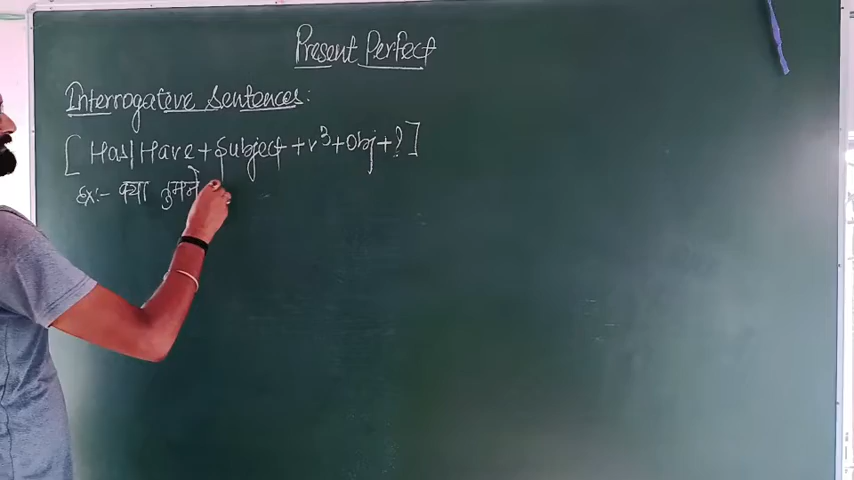 Present Perfect
Interrogative Sentences:
[Has/Have + Subject + v³ + Obj + ?]
Ex:- क्या तुमने